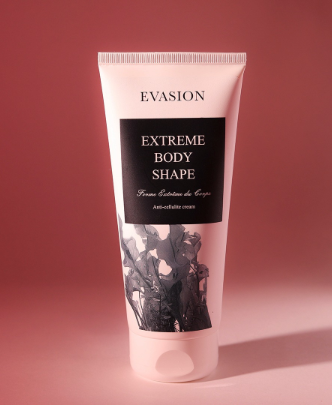 EVASION
EXTREME
BODY
SHAPE
Forme Extrême du Corps
Anti-cellulite cream